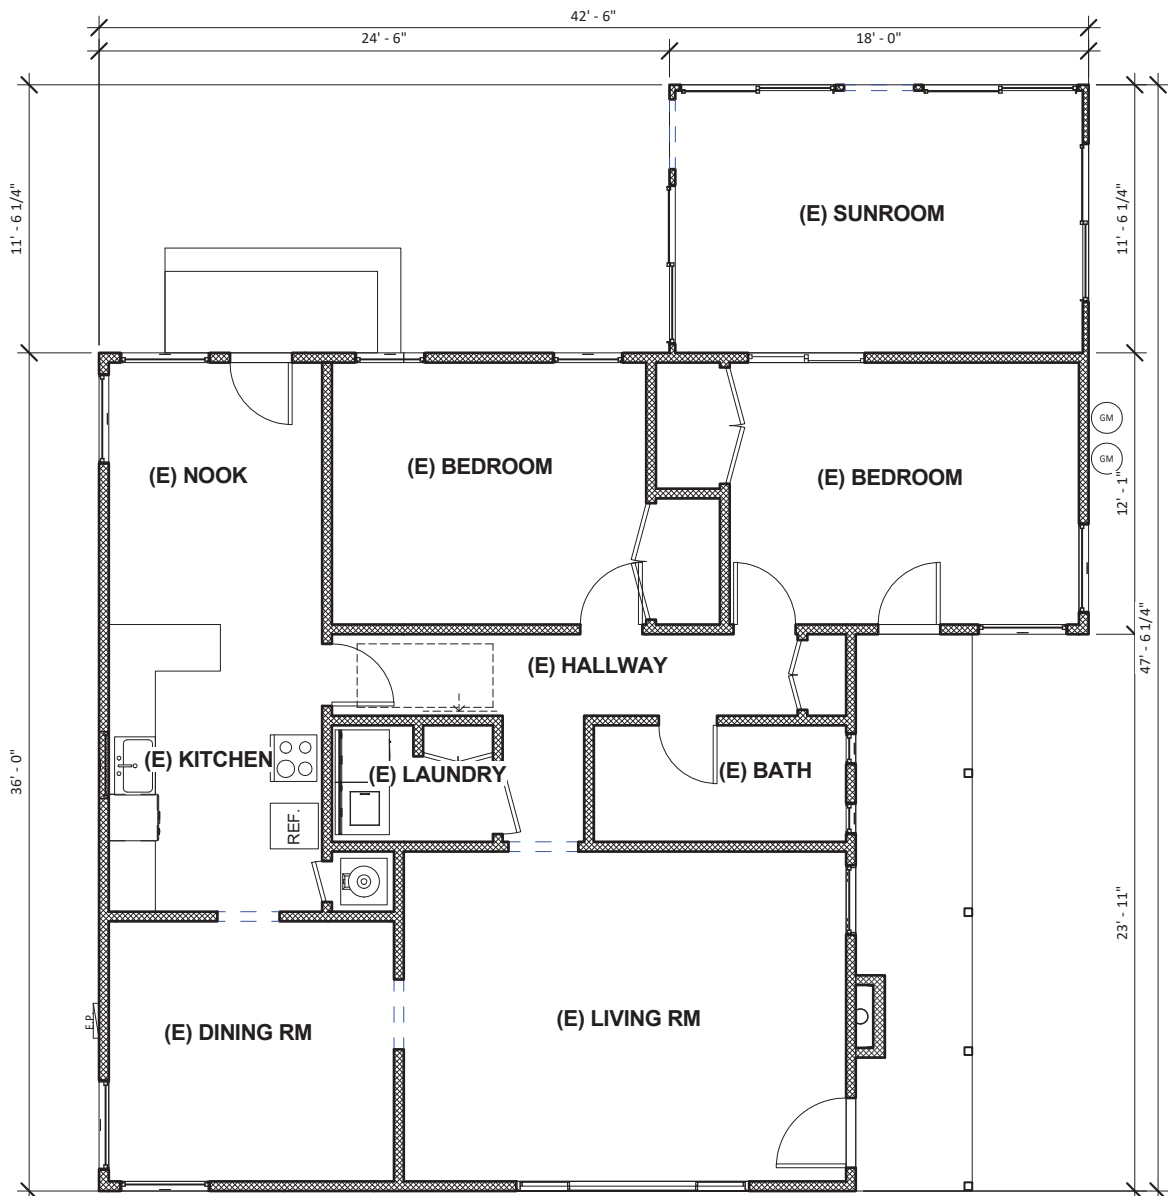 42' - 6"
24' - 6"
18' - 0"
11' - 6 1/4"
(E) SUNROOM
11' - 6 1/4"
GM
(E) NOOK
(E) BEDROOM
(E) BEDROOM
GM
12' - 1"
(E) HALLWAY
47' - 6 1/4"
36' - 0"
(E) KITCHEN
(E) LAUNDRY
(E) BATH
REF.
23' - 11"
E.P.
(E) DINING RM
(E) LIVING RM